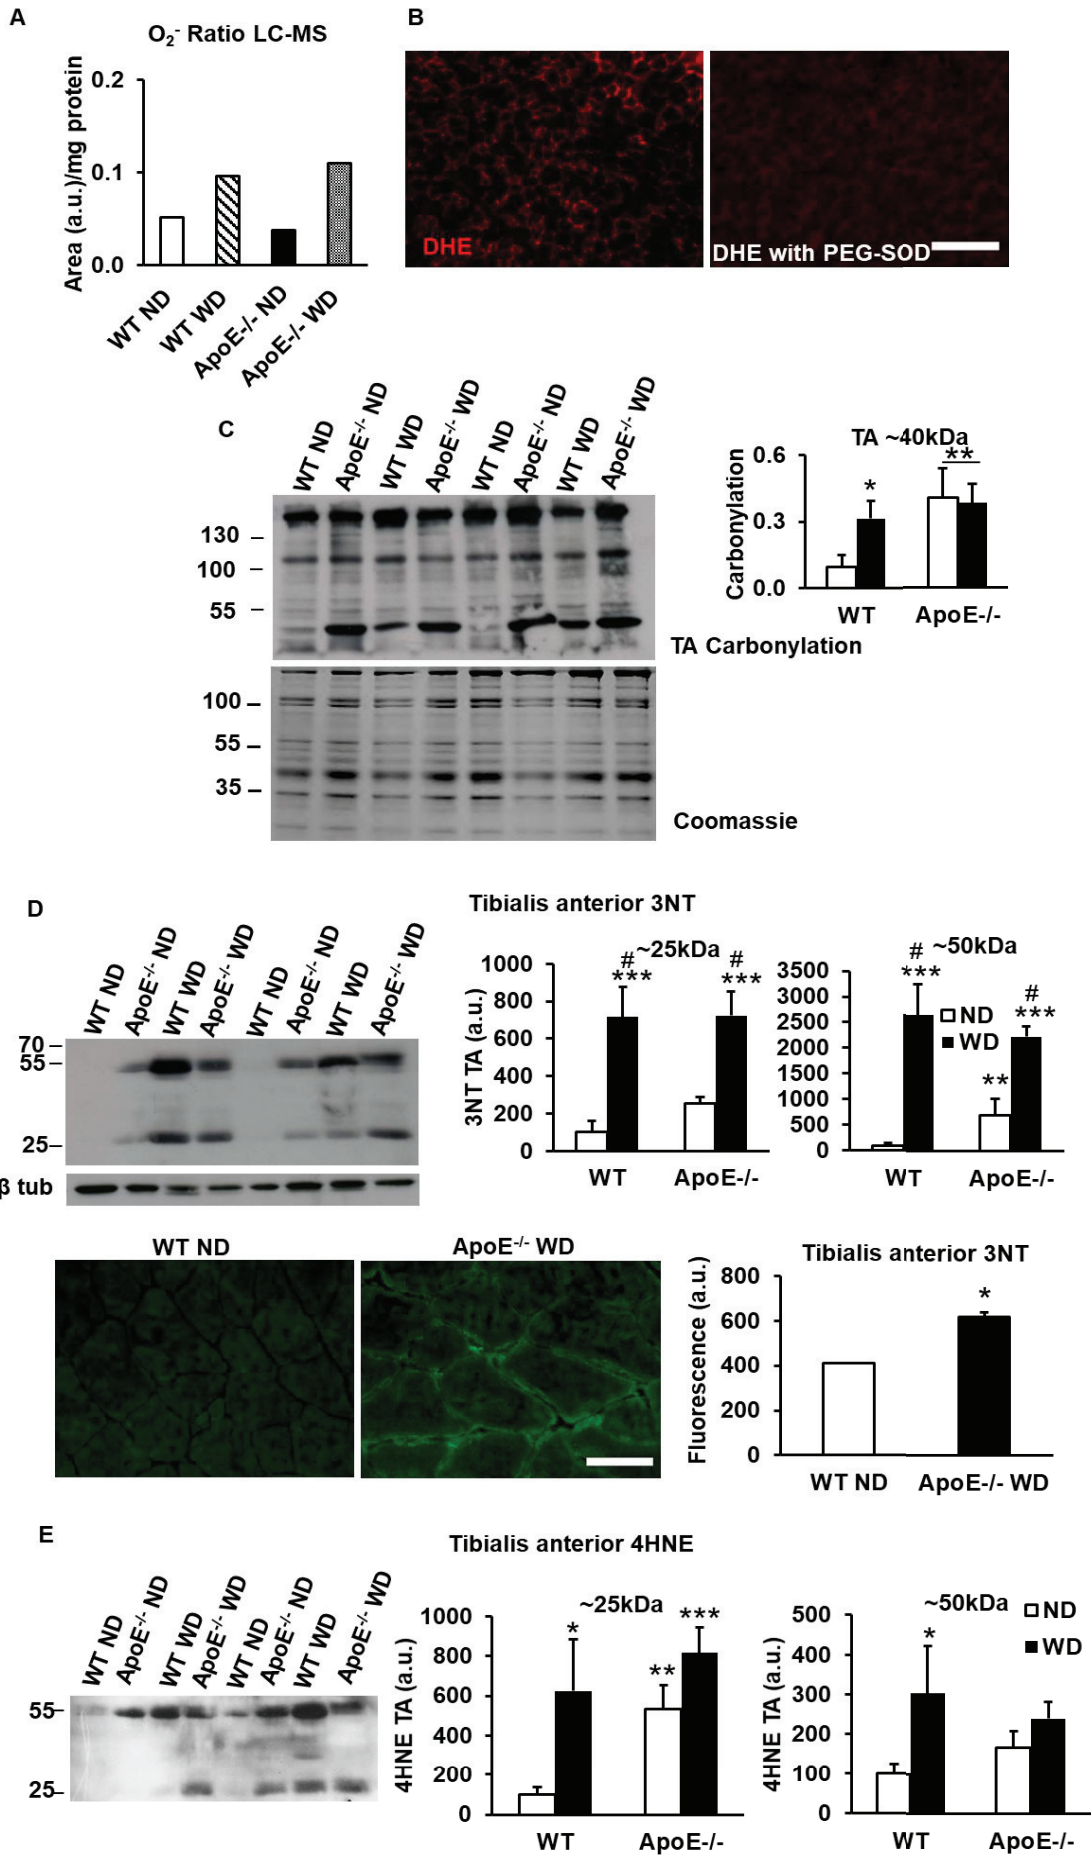 A
O₂⁻ Ratio LC-MS
Area (a.u.)/mg protein
0.2
0.1
0.0
WT ND
WT WD
ApoE-/- ND
ApoE-/- WD
B
DHE
DHE with PEG-SOD
C
WT ND
ApoE⁻/⁻ ND
WT WD
ApoE⁻/⁻ WD
WT ND
ApoE⁻/⁻ ND
WT WD
ApoE⁻/⁻ WD
130
100
55
TA Carbonylation
100
55
35
Coomassie
TA ~40kDa
Carbonylation
0.6
0.3
0.0
*
**
WT
ApoE-/-
D
WT ND
ApoE⁻/⁻ ND
WT WD
ApoE⁻/⁻ WD
WT ND
ApoE⁻/⁻ ND
WT WD
ApoE⁻/⁻ WD
70
55
25
β tub
Tibialis anterior 3NT
~25kDa
3NT TA (a.u.)
1000
800
600
400
200
0
#
***
#
***
WT
ApoE-/-
~50kDa
3500
3000
2500
2000
1500
1000
500
0
#
***
**
#
***
ND
WD
WT
ApoE-/-
WT ND
ApoE⁻/⁻ WD
Tibialis anterior 3NT
Fluorescence (a.u.)
800
600
400
200
0
*
WT ND
ApoE-/- WD
E
Tibialis anterior 4HNE
WT ND
ApoE⁻/⁻ ND
WT WD
ApoE⁻/⁻ WD
WT ND
ApoE⁻/⁻ ND
WT WD
ApoE⁻/⁻ WD
55
25
~25kDa
4HNE TA (a.u.)
1000
800
600
400
200
0
*
**
***
WT
ApoE-/-
~50kDa
4HNE TA (a.u.)
500
400
300
200
100
0
*
ND
WD
WT
ApoE-/-